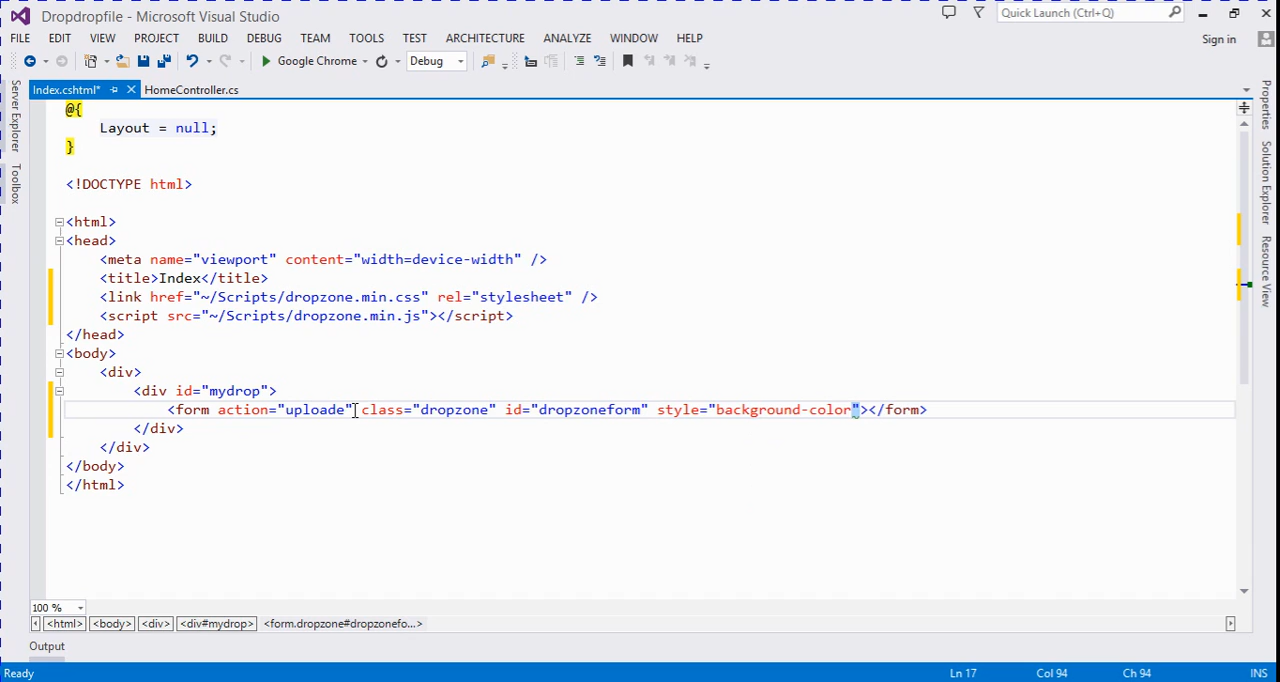 Dropdropfile - Microsoft Visual Studio
Quick Launch (Ctrl+Q)
FILE EDIT VIEW PROJECT BUILD DEBUG TEAM TOOLS TEST ARCHITECTURE ANALYZE WINDOW HELP
Sign in
Google Chrome Debug
Index.cshtml* HomeController.cs
Server Explorer
Toolbox
Properties
Solution Explorer
Resource View
@{
Layout = null;
}
<!DOCTYPE html>
<html>
<head>
<meta name="viewport" content="width=device-width" />
<title>Index</title>
<link href="~/Scripts/dropzone.min.css" rel="stylesheet" />
<script src="~/Scripts/dropzone.min.js"></script>
</head>
<body>
<div>
<div id="mydrop">
<form action="uploade" class="dropzone" id="dropzoneform" style="background-color"></form>
</div>
</div>
</body>
</html>
100 %
<html> <body> <div> <div#mydrop> <form.dropzone#dropzonefo...>
Output
Ready Ln 17 Col 94 Ch 94 INS